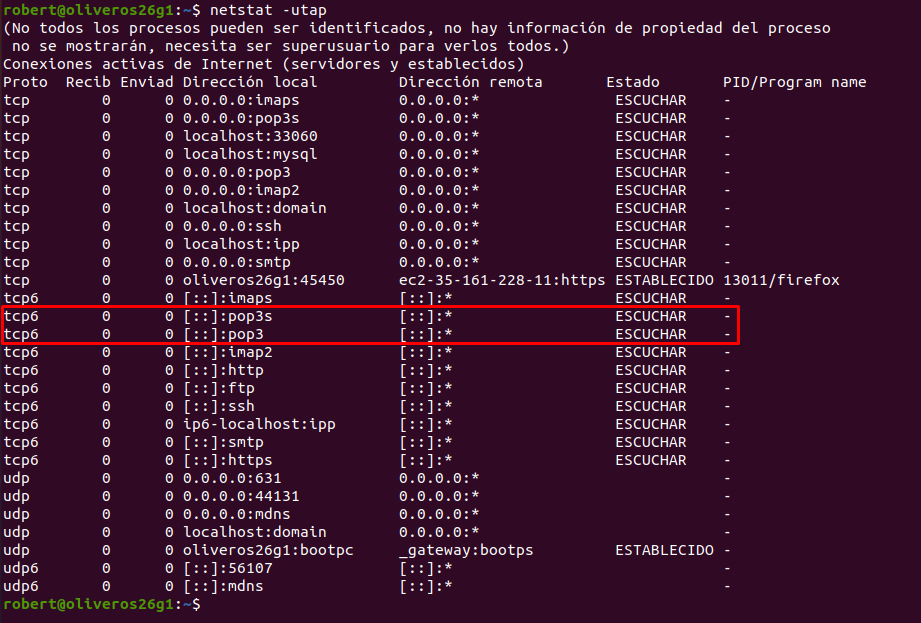 robert@oliveros26g1:~$ netstat -utap
(No todos los procesos pueden ser identificados, no hay información de propiedad del proceso
 no se mostrarán, necesita ser superusuario para verlos todos.)
Conexiones activas de Internet (servidores y establecidos)
Proto  Recib Enviad Dirección local         Dirección remota       Estado       PID/Program name
tcp        0      0 0.0.0.0:imaps           0.0.0.0:*               ESCUCHAR    -
tcp        0      0 0.0.0.0:pop3s           0.0.0.0:*               ESCUCHAR    -
tcp        0      0 localhost:33060         0.0.0.0:*               ESCUCHAR    -
tcp        0      0 localhost:mysql         0.0.0.0:*               ESCUCHAR    -
tcp        0      0 0.0.0.0:pop3            0.0.0.0:*               ESCUCHAR    -
tcp        0      0 0.0.0.0:imap2           0.0.0.0:*               ESCUCHAR    -
tcp        0      0 localhost:domain        0.0.0.0:*               ESCUCHAR    -
tcp        0      0 0.0.0.0:ssh             0.0.0.0:*               ESCUCHAR    -
tcp        0      0 localhost:ipp           0.0.0.0:*               ESCUCHAR    -
tcp        0      0 0.0.0.0:smtp            0.0.0.0:*               ESCUCHAR    -
tcp        0      0 oliveros26g1:45450      ec2-35-161-228-11:https ESTABLECIDO 13011/firefox
tcp6       0      0 [::]:imaps              [::]:*                  ESCUCHAR    -
tcp6       0      0 [::]:pop3s              [::]:*                  ESCUCHAR    -
tcp6       0      0 [::]:pop3               [::]:*                  ESCUCHAR    -
tcp6       0      0 [::]:imap2              [::]:*                  ESCUCHAR    -
tcp6       0      0 [::]:http               [::]:*                  ESCUCHAR    -
tcp6       0      0 [::]:ftp                [::]:*                  ESCUCHAR    -
tcp6       0      0 [::]:ssh                [::]:*                  ESCUCHAR    -
tcp6       0      0 ip6-localhost:ipp       [::]:*                  ESCUCHAR    -
tcp6       0      0 [::]:smtp               [::]:*                  ESCUCHAR    -
tcp6       0      0 [::]:https              [::]:*                  ESCUCHAR    -
udp        0      0 0.0.0.0:631             0.0.0.0:*                           -
udp        0      0 0.0.0.0:44131           0.0.0.0:*                           -
udp        0      0 0.0.0.0:mdns            0.0.0.0:*                           -
udp        0      0 localhost:domain        0.0.0.0:*                           -
udp        0      0 oliveros26g1:bootpc     _gateway:bootps         ESTABLECIDO -
udp6       0      0 [::]:56107              [::]:*                              -
udp6       0      0 [::]:mdns               [::]:*                              -
robert@oliveros26g1:~$